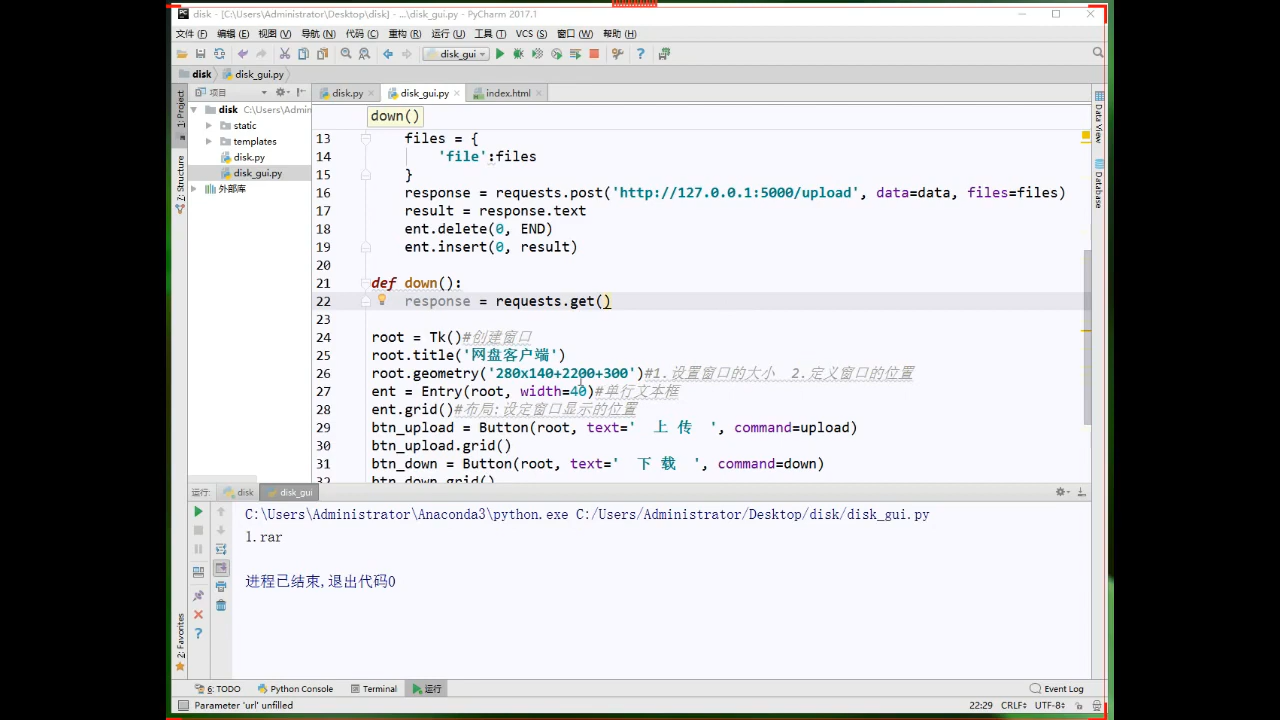 disk - [C:\Users\Administrator\Desktop\disk] - ...\disk_gui.py - PyCharm 2017.1
文件(F) 编辑(E) 视图(V) 导航(N) 代码(C) 重构(R) 运行(U) 工具(T) VCS(S) 窗口(W) 帮助(H)
disk_gui
disk disk_gui.py
项目
disk.py disk_gui.py index.html
1: Project
Z: Structure
2: Favorites
disk C:\Users\Admin
static
templates
disk.py
disk_gui.py
外部库
down()
13 files = {
14 'file':files
15 }
16 response = requests.post('http://127.0.0.1:5000/upload', data=data, files=files)
17 result = response.text
18 ent.delete(0, END)
19 ent.insert(0, result)
20
21 def down():
22 response = requests.get()
23
24 root = Tk()#创建窗口
25 root.title('网盘客户端')
26 root.geometry('280x140+2200+300')#1.设置窗口的大小 2.定义窗口的位置
27 ent = Entry(root, width=40)#单行文本框
28 ent.grid()#布局:设定窗口显示的位置
29 btn_upload = Button(root, text=' 上 传 ', command=upload)
30 btn_upload.grid()
31 btn_down = Button(root, text=' 下 载 ', command=down)
32 btn_down.grid()
Data View
Database
运行: disk disk_gui
C:\Users\Administrator\Anaconda3\python.exe C:/Users/Administrator/Desktop/disk/disk_gui.py
l.rar
进程已结束,退出代码0
6: TODO Python Console Terminal 运行 Event Log
Parameter 'url' unfilled 22:29 CRLF UTF-8